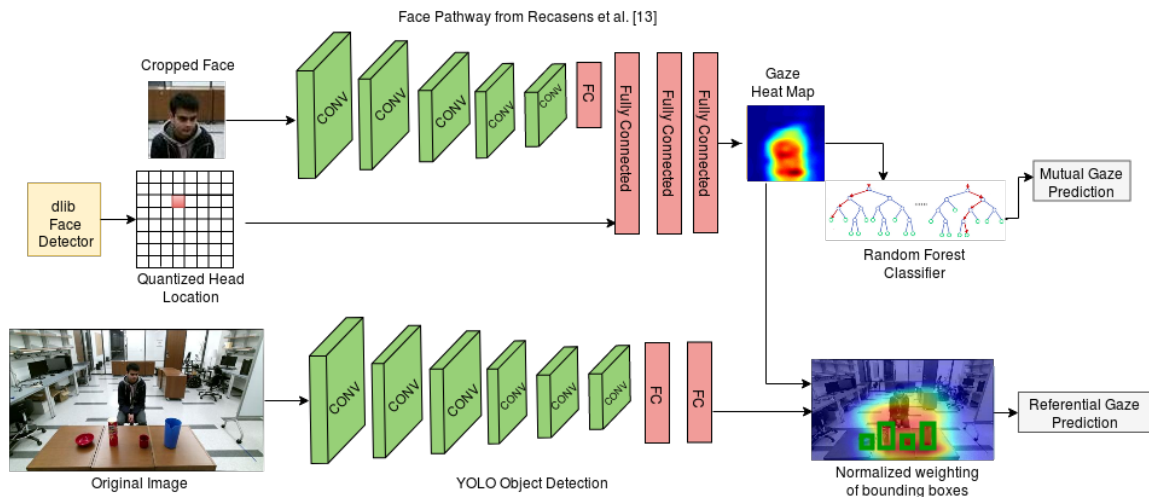 Face Pathway from Recasens et al. [13]
Cropped Face
CONV
CONV
CONV
CONV
CONV
FC
Fully Connected
Fully Connected
Fully Connected
Gaze
Heat Map
Mutual Gaze
Prediction
dlib
Face
Detector
Quantized Head
Location
Random Forest
Classifier
CONV
CONV
CONV
CONV
CONV
CONV
FC
FC
Referential Gaze
Prediction
Original Image
YOLO Object Detection
Normalized weighting
of bounding boxes